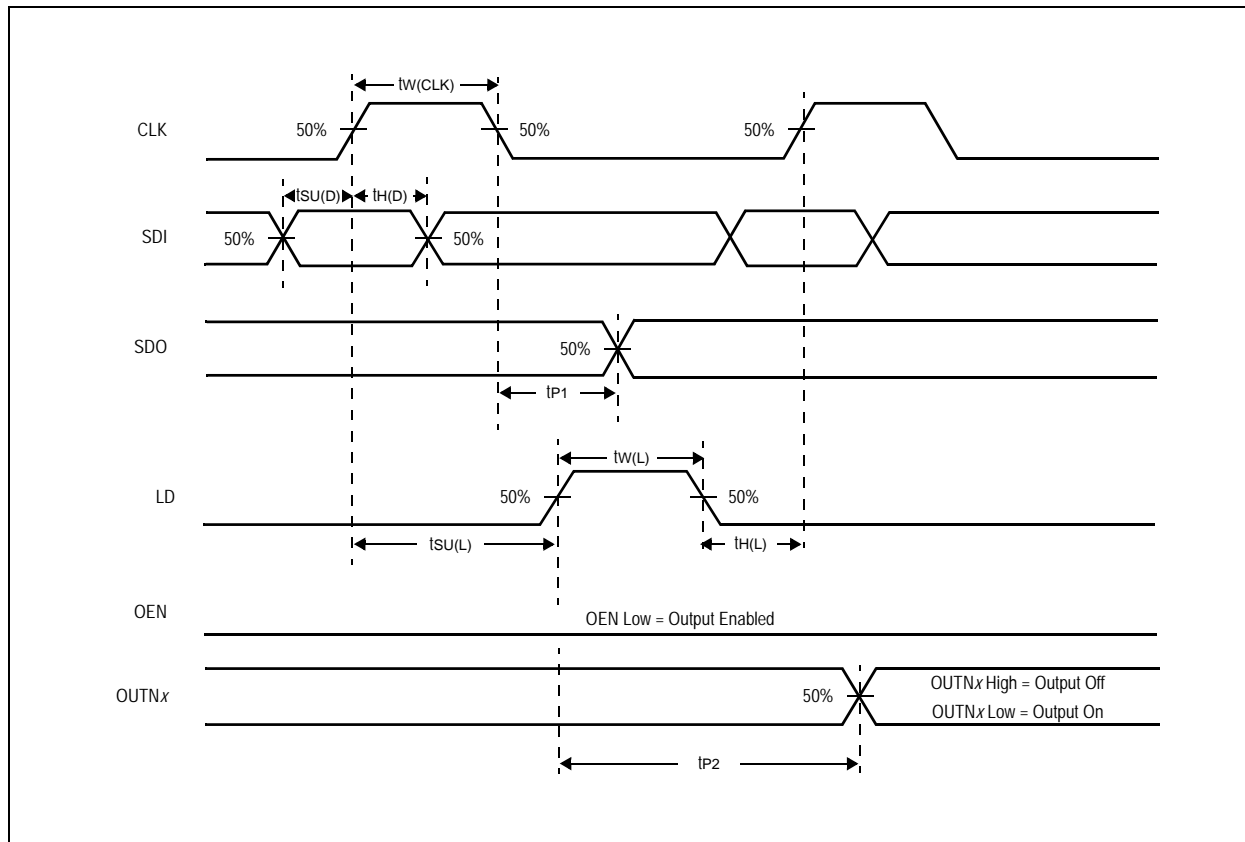 tW(CLK)
CLK
50%
50%
50%
tSU(D)
tH(D)
SDI
50%
50%
SDO
50%
tP1
tW(L)
LD
50%
50%
tSU(L)
tH(L)
OEN
OEN Low = Output Enabled
OUTNx
50%
OUTNx High = Output Off
OUTNx Low = Output On
tP2